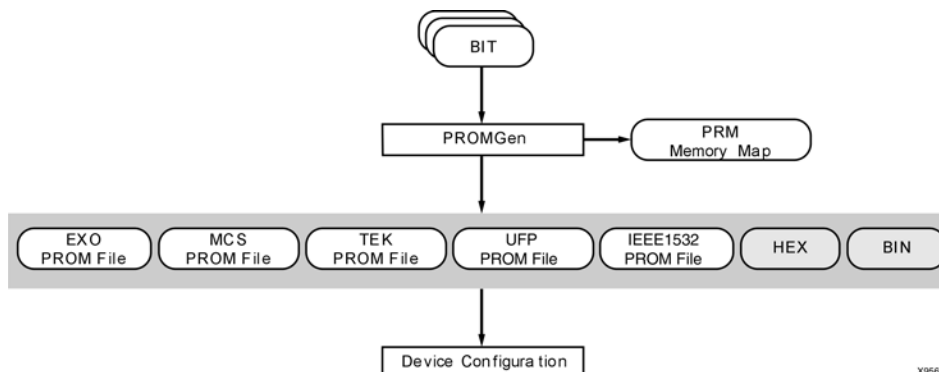 BIT
PROMGen
PRM
Memory Map
EXO
PROM File
MCS
PROM File
TEK
PROM File
UFP
PROM File
IEEE1532
PROM File
HEX
BIN
Device Configuration